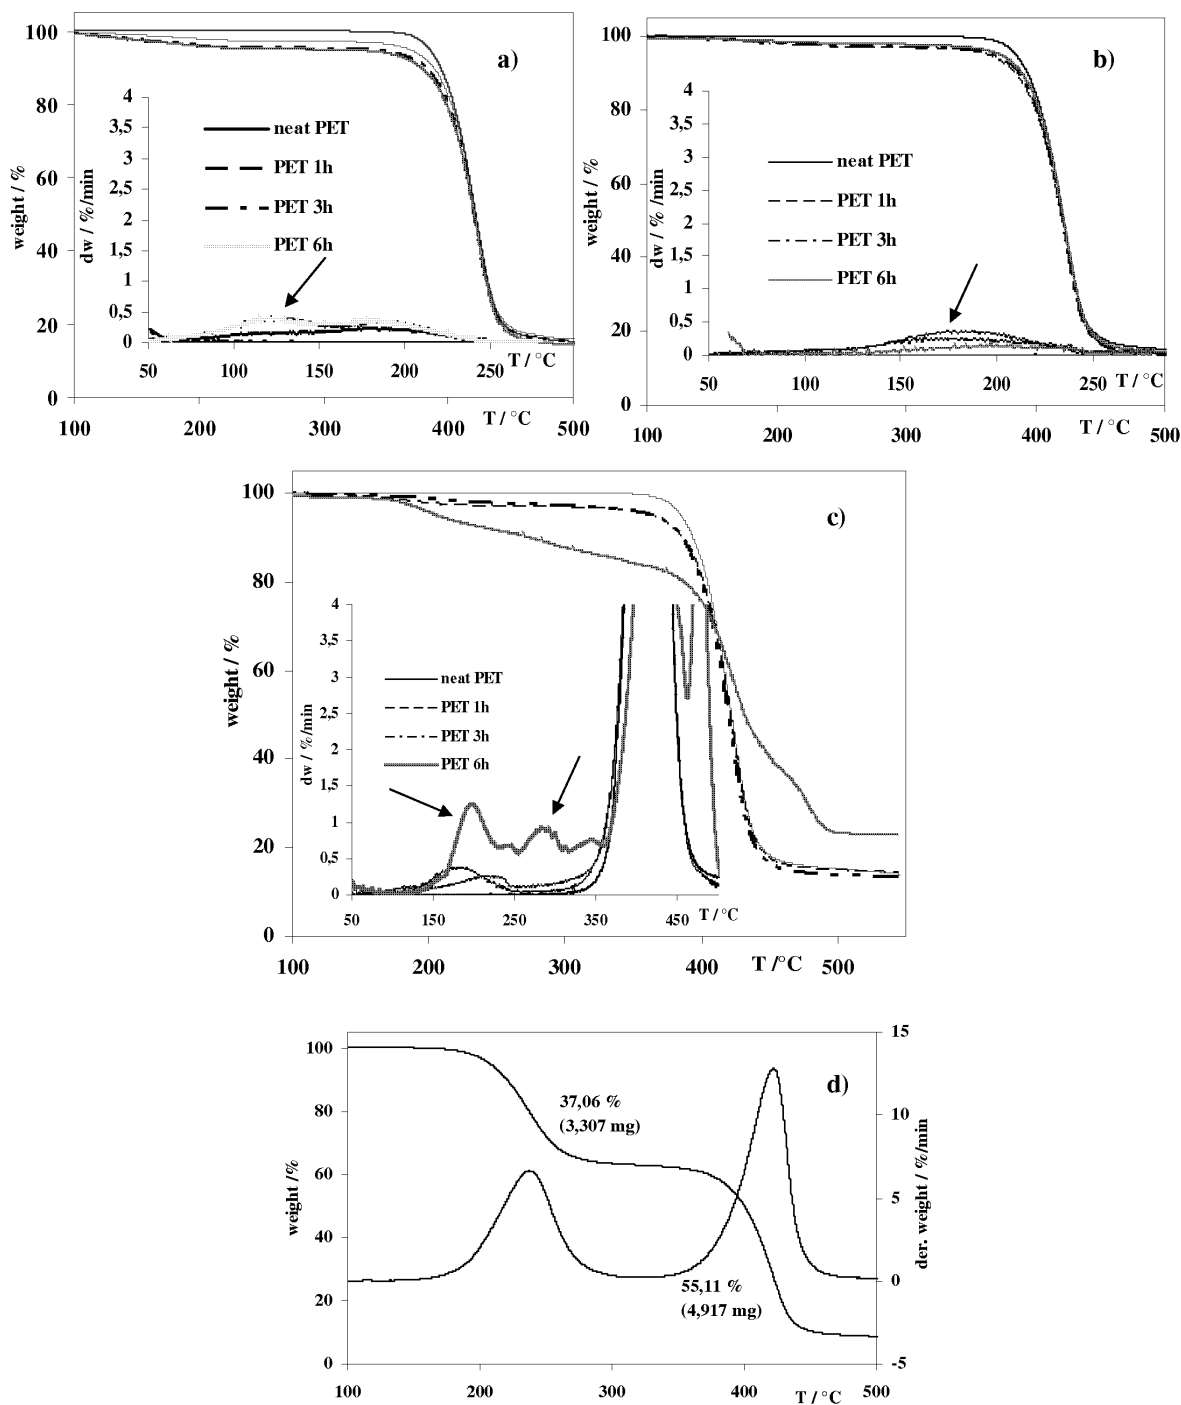 a)
100
80
60
40
20
0
weight / %
4
3,5
3
2,5
2
1,5
1
0,5
0
dw / %/min
neat PET
PET 1h
PET 3h
PET 6h
50 100 150 200 250 T / °C
T / °C
100 200 300 400 500
b)
100
80
60
40
20
0
weight / %
4
3,5
3
2,5
2
1,5
1
0,5
0
dw / % /min
neat PET
PET 1h
PET 3h
PET 6h
50 100 150 200 250 T / °C
T / °C
100 200 300 400 500
c)
100
80
60
40
20
0
weight / %
4
3,5
3
2,5
2
1,5
1
0,5
0
dw / %/min
neat PET
PET 1h
PET 3h
PET 6h
50 150 250 350 450 T / °C
100 200 300 400 T /°C 500
d)
100
80
60
40
20
0
weight /%
15
10
5
0
-5
der. weight / %/min
37,06 %
(3,307 mg)
55,11 %
(4,917 mg)
100 200 300 400 T / °C 500